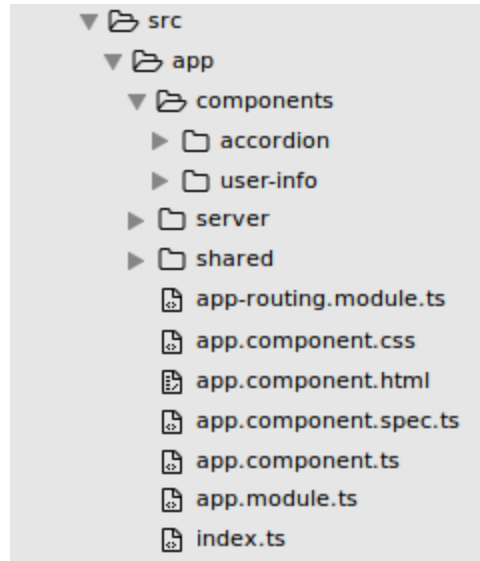 src
app
components
accordion
user-info
server
shared
app-routing.module.ts
app.component.css
app.component.html
app.component.spec.ts
app.component.ts
app.module.ts
index.ts